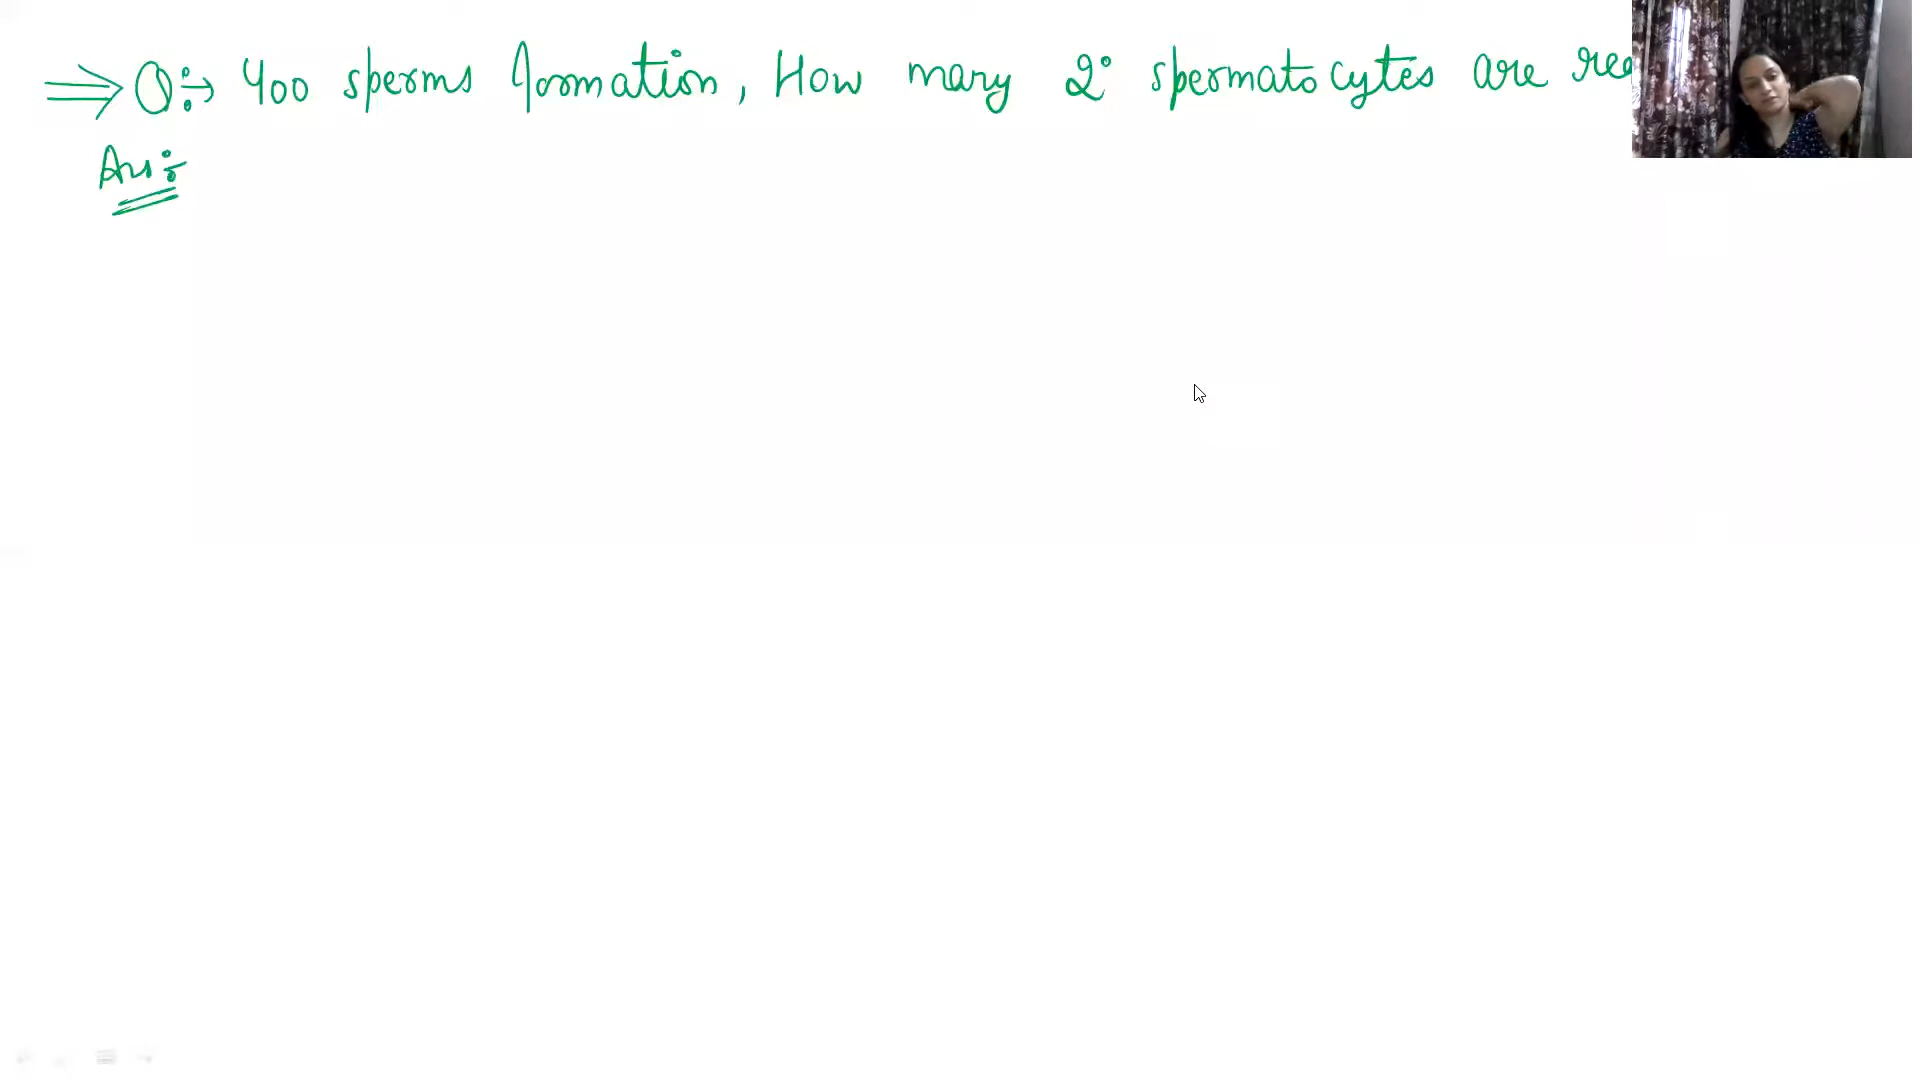 ⇒ Q:→ 400 sperms formation, How many 2° spermatocytes are
Ans: